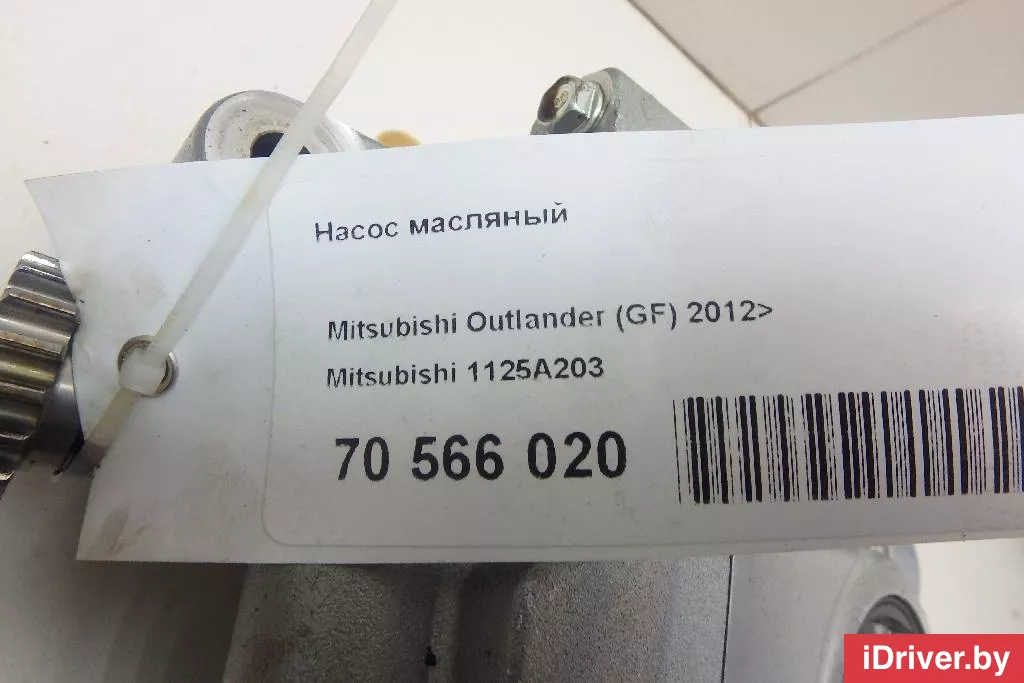 Насос масляный
Mitsubishi Outlander (GF) 2012>
Mitsubishi 1125A203
70 566 020
iDriver.by